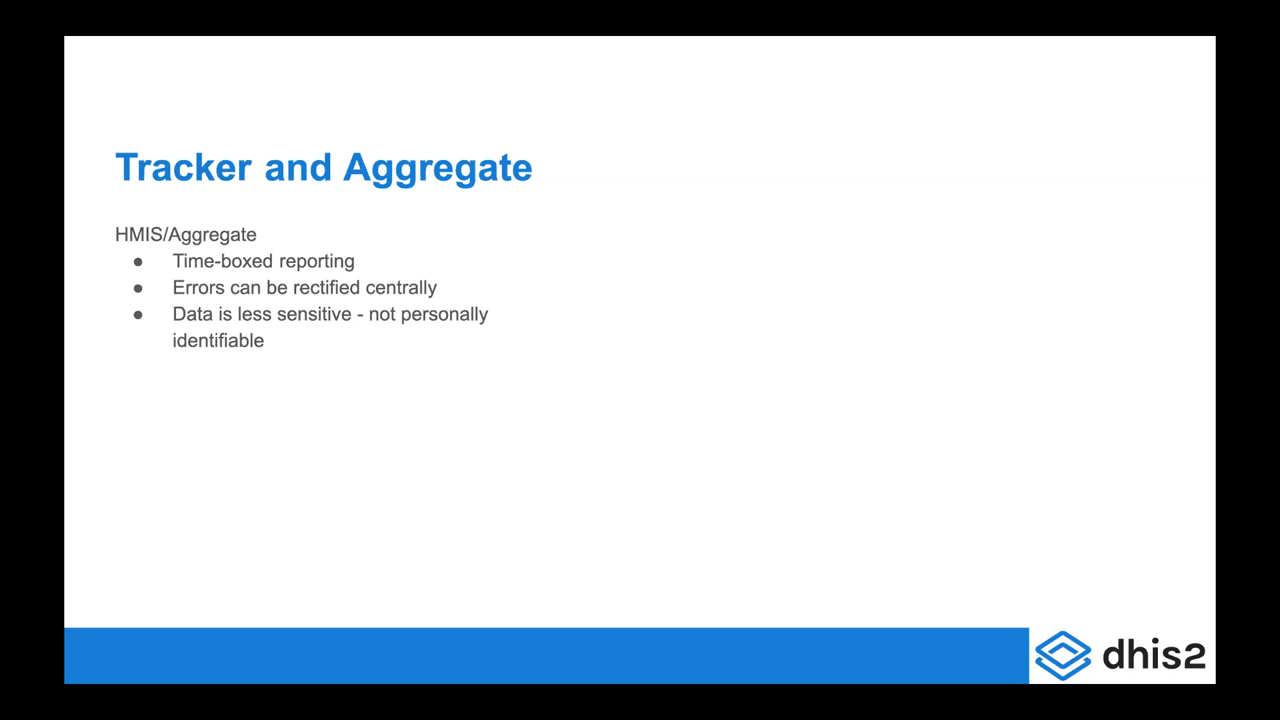 Tracker and Aggregate
HMIS/Aggregate
● Time-boxed reporting
● Errors can be rectified centrally
● Data is less sensitive - not personally
identifiable
dhis2